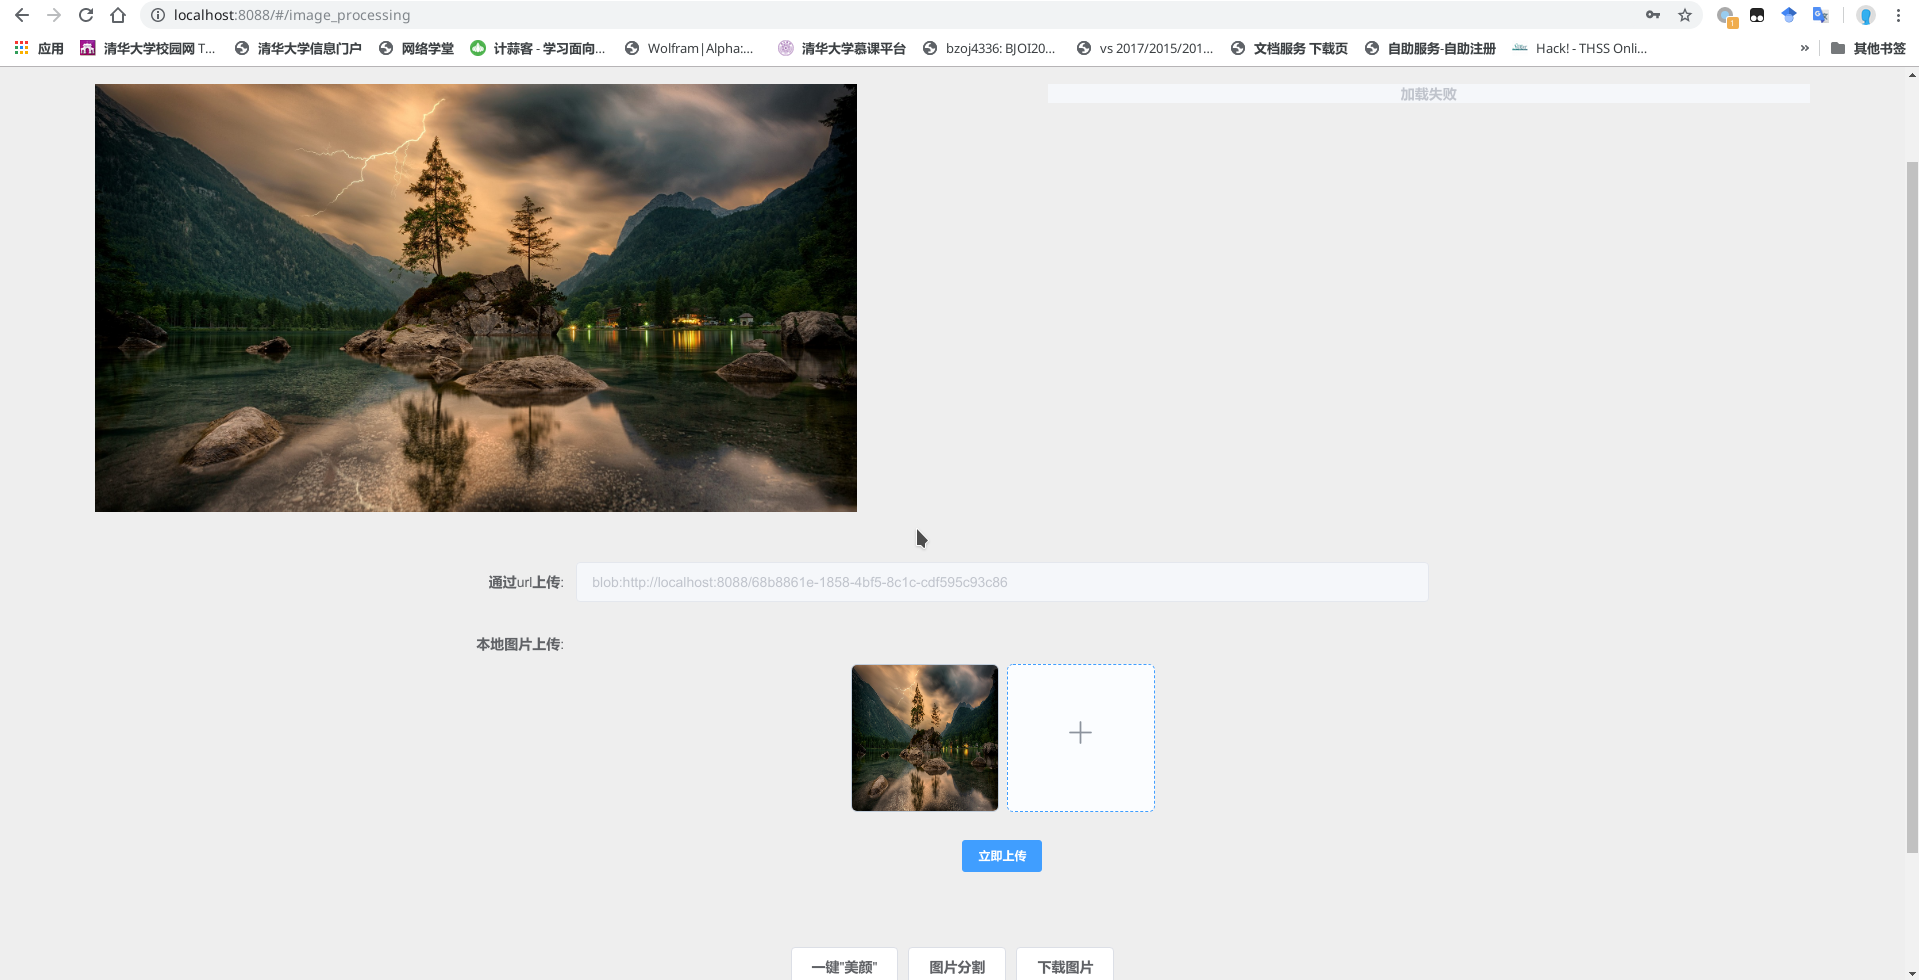 localhost:8088/#/image_processing
应用 清华大学校园网 T... 清华大学信息门户 网络学堂 计蒜客 - 学习面向... Wolfram|Alpha:... 清华大学慕课平台 bzoj4336: BJOI20... vs 2017/2015/201... 文档服务 下载页 自助服务-自助注册 Hack! - THSS Onli... » 其他书签
加载失败
通过url上传: blob:http://localhost:8088/68b8861e-1858-4bf5-8c1c-cdf595c93c86
本地图片上传:
立即上传
一键"美颜" 图片分割 下载图片